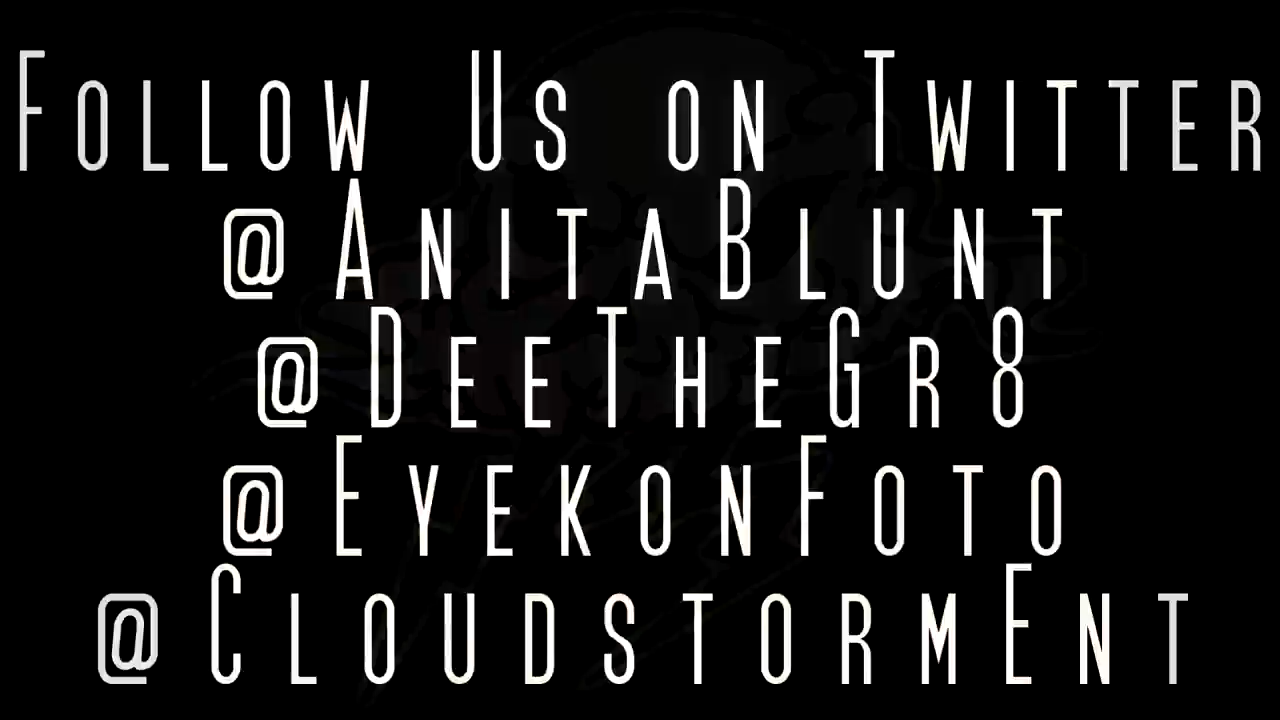 Follow Us on Twitter
@AnitaBlunt
@DeeTheGr8
@EyekonFoto
@CloudstormEnt